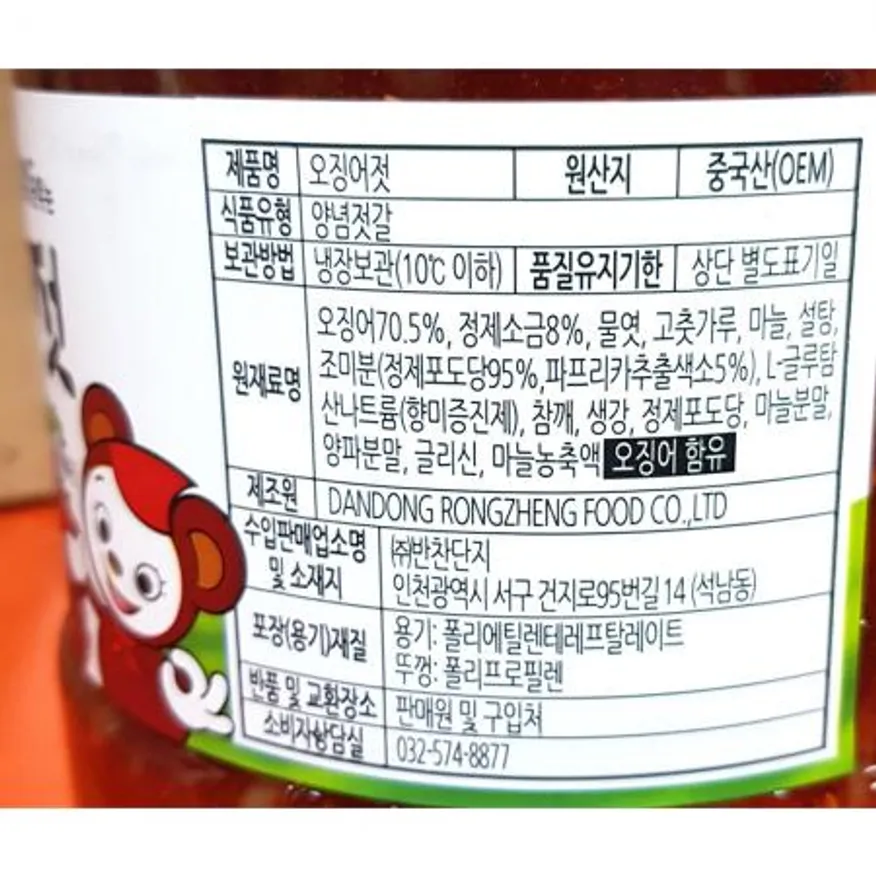 젓
제품명 오징어젓 원산지 중국산(OEM)
식품유형 양념젓갈
보관방법 냉장보관(10℃ 이하) 품질유지기한 상단 별도표기일
원재료명
오징어70.5%, 정제소금8%, 물엿, 고춧가루, 마늘, 설탕,
조미분(정제포도당95%,파프리카추출색소5%), L-글루탐
산나트륨(향미증진제), 참깨, 생강, 정제포도당, 마늘분말,
양파분말, 글리신, 마늘농축액 오징어 함유
제조원 DANDONG RONGZHENG FOOD CO.,LTD
수입판매업소명
및 소재지
㈜반찬단지
인천광역시 서구 건지로95번길 14 (석남동)
포장(용기)재질
용기: 폴리에틸렌테레프탈레이트
뚜껑: 폴리프로필렌
반품 및 교환장소 판매원 및 구입처
소비자상담실 032-574-8877